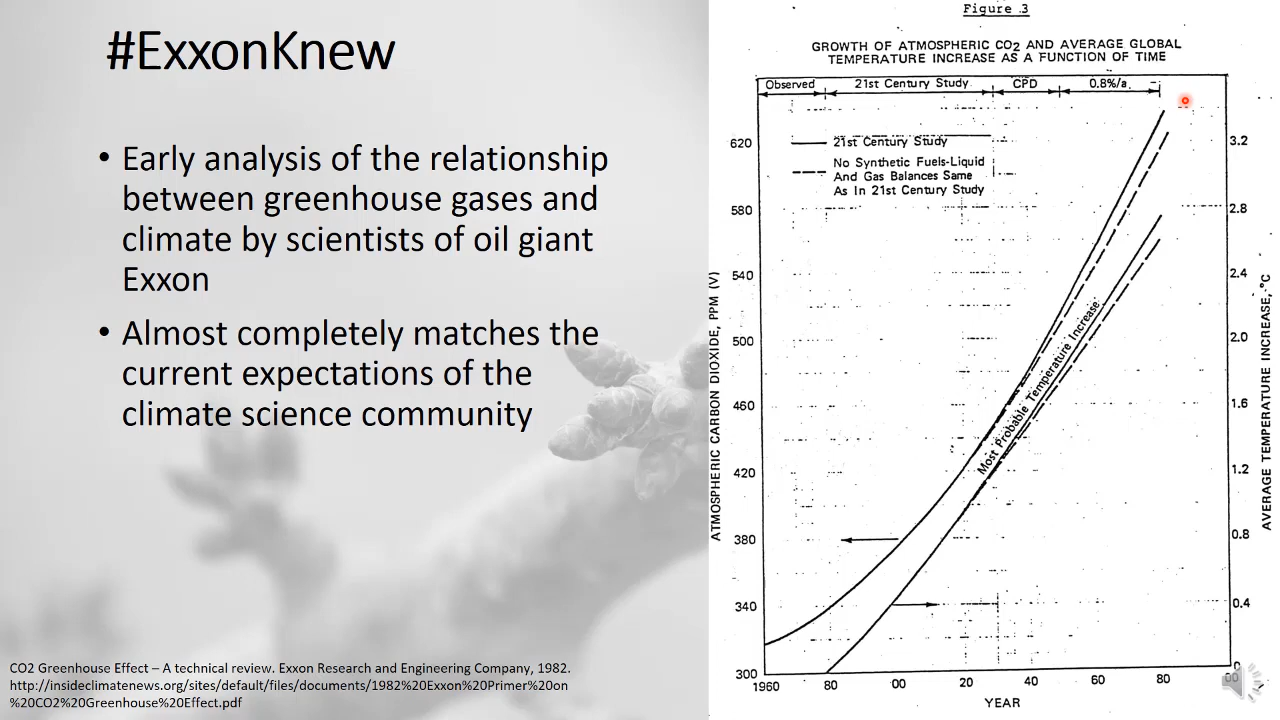 #ExxonKnew
• Early analysis of the relationship
between greenhouse gases and
climate by scientists of oil giant
Exxon
• Almost completely matches the
current expectations of the
climate science community
CO2 Greenhouse Effect – A technical review. Exxon Research and Engineering Company, 1982.
http://insideclimatenews.org/sites/default/files/documents/1982%20Exxon%20Primer%20on
%20CO2%20Greenhouse%20Effect.pdf
Figure 3
GROWTH OF ATMOSPHERIC CO2 AND AVERAGE GLOBAL
TEMPERATURE INCREASE AS A FUNCTION OF TIME
Observed 21st Century Study CPD 0.8%/a.
21st Century Study
No Synthetic Fuels-Liquid
And Gas Balances Same
As In 21st Century Study
ATMOSPHERIC CARBON DIOXIDE, PPM (V)
620
580
540
500
460
420
380
340
300
Most Probable Temperature Increase
3.2
2.8
2.4
2.0
1.6
1.2
0.8
0.4
0
AVERAGE TEMPERATURE INCREASE, °C
1960 80 00 20 40 60 80 00
YEAR